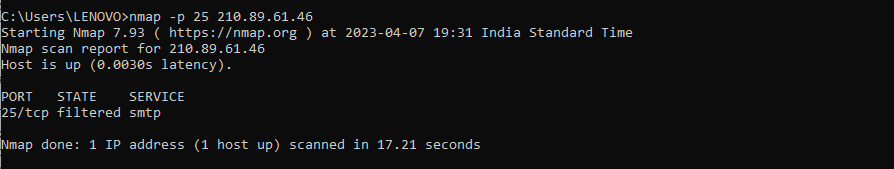 C:\Users\LENOVO>nmap -p 25 210.89.61.46
Starting Nmap 7.93 ( https://nmap.org ) at 2023-04-07 19:31 India Standard Time
Nmap scan report for 210.89.61.46
Host is up (0.0030s latency).
PORT   STATE    SERVICE
25/tcp filtered smtp
Nmap done: 1 IP address (1 host up) scanned in 17.21 seconds